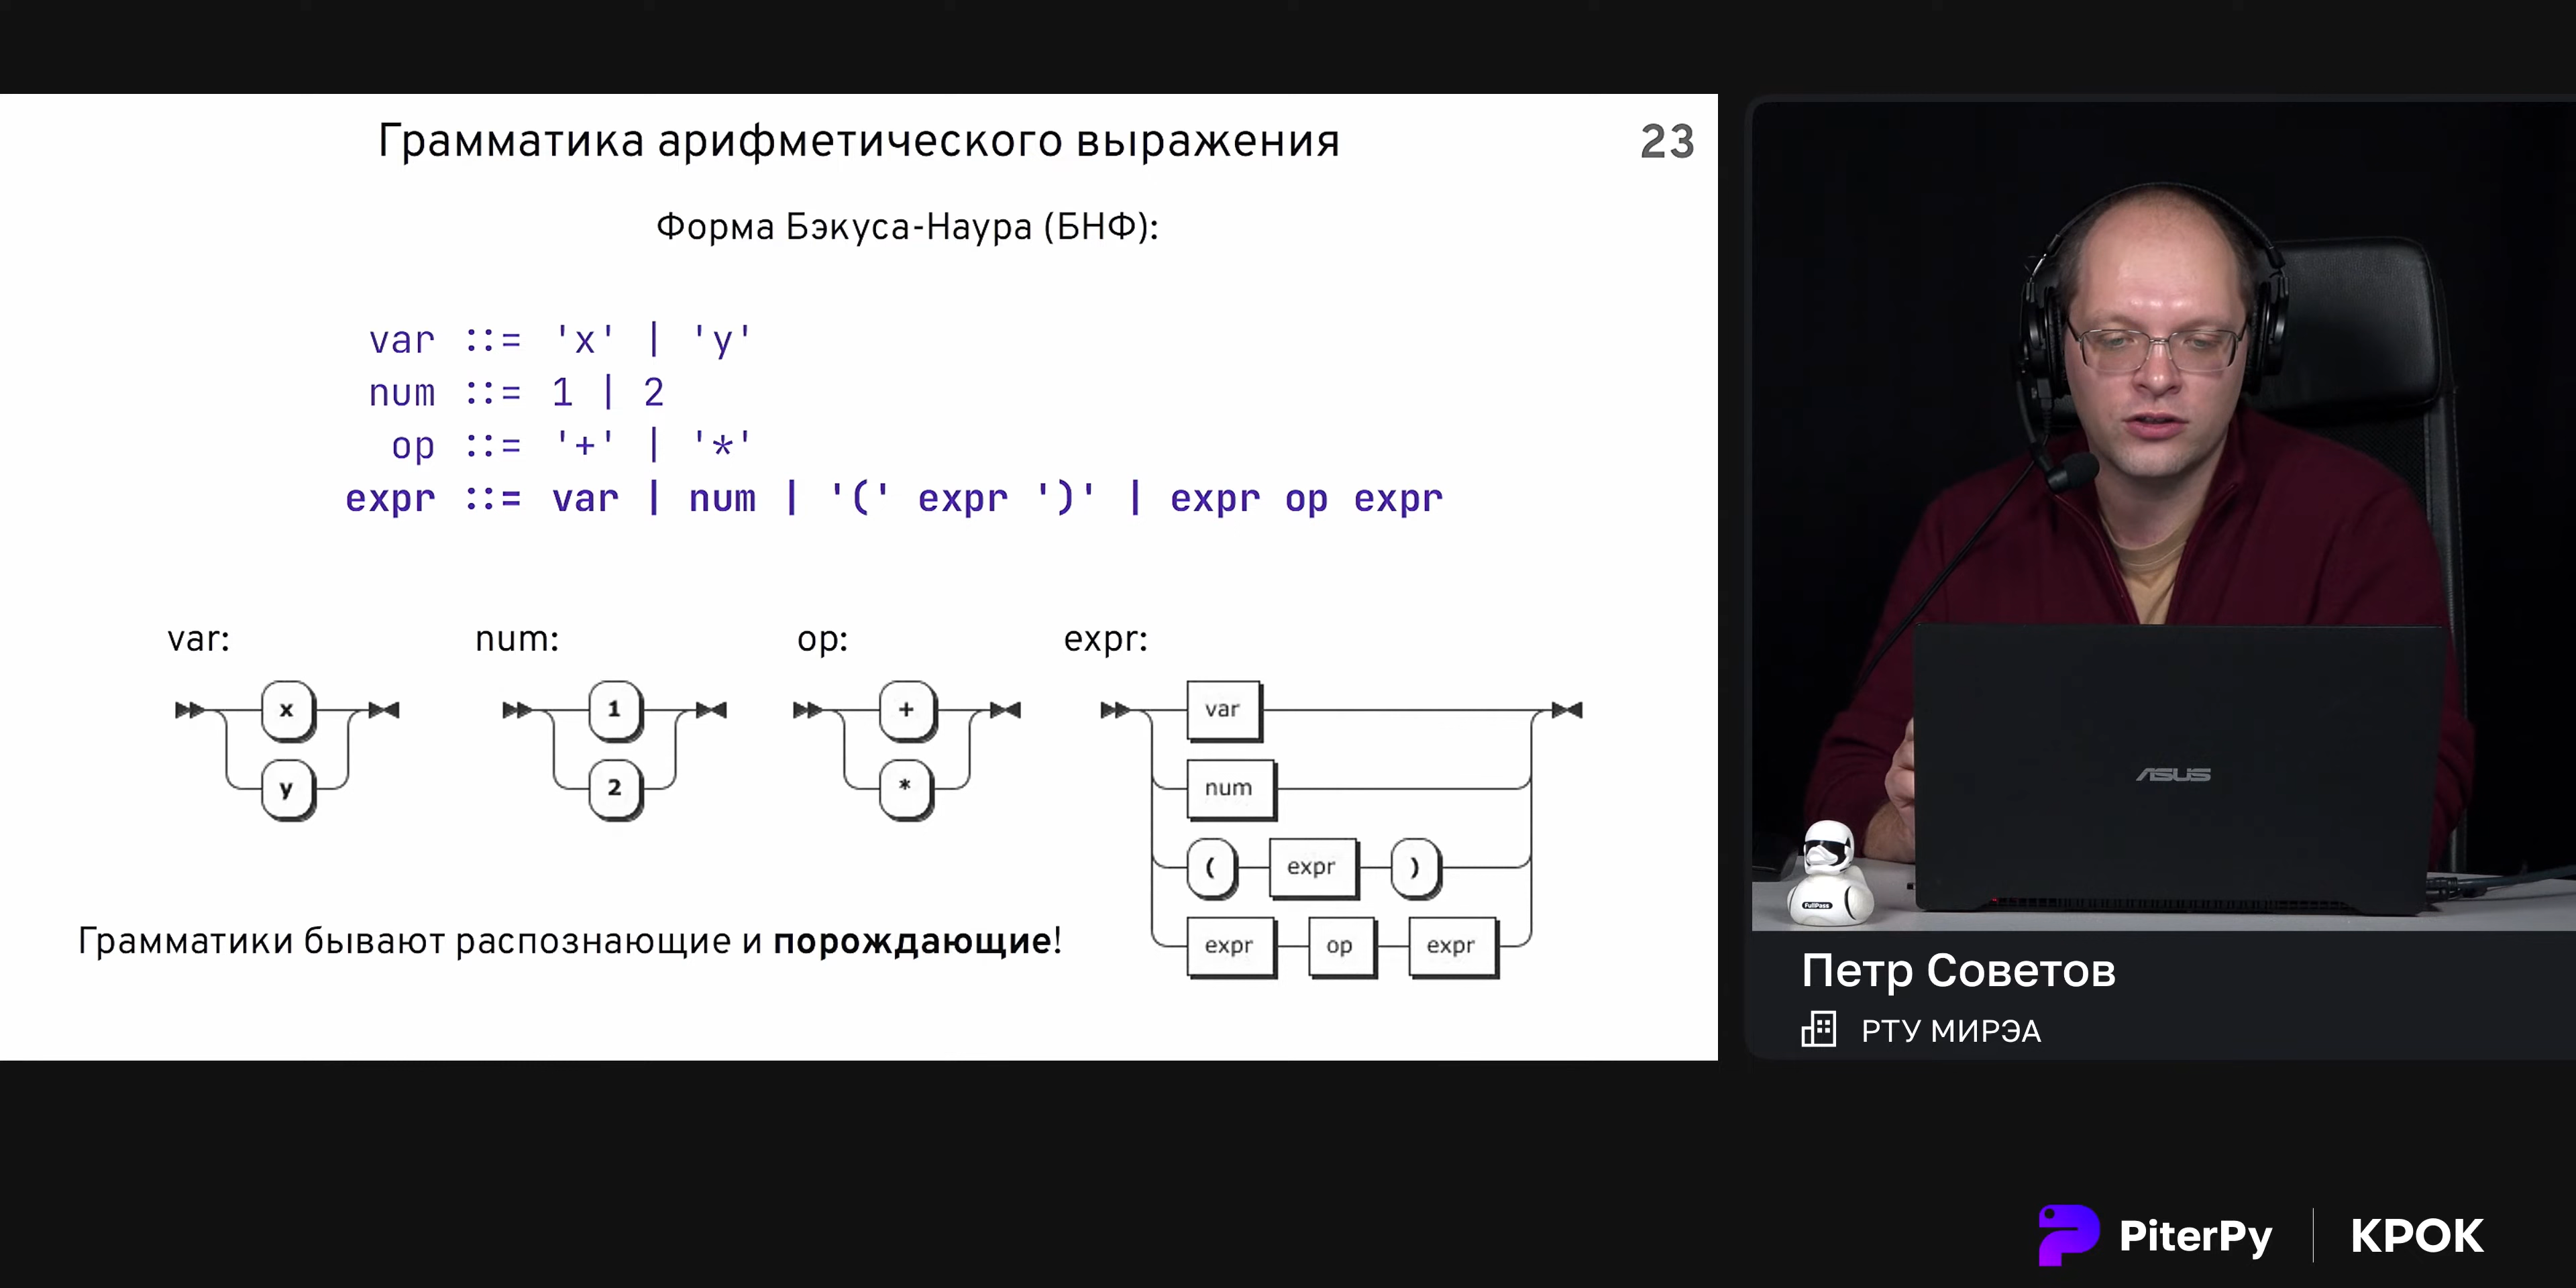 Грамматика арифметического выражения
23
Форма Бэкуса-Наура (БНФ):
var ::= 'x' | 'y'
num ::= 1 | 2
op ::= '+' | '*'
expr ::= var | num | '(' expr ')' | expr op expr
var:
num:
op:
expr:
x
y
1
2
+
*
var
num
( expr )
expr op expr
Грамматики бывают распознающие и порождающие!
ASUS
FullPass
Петр Советов
РТУ МИРЭА
PiterPy
КРОК